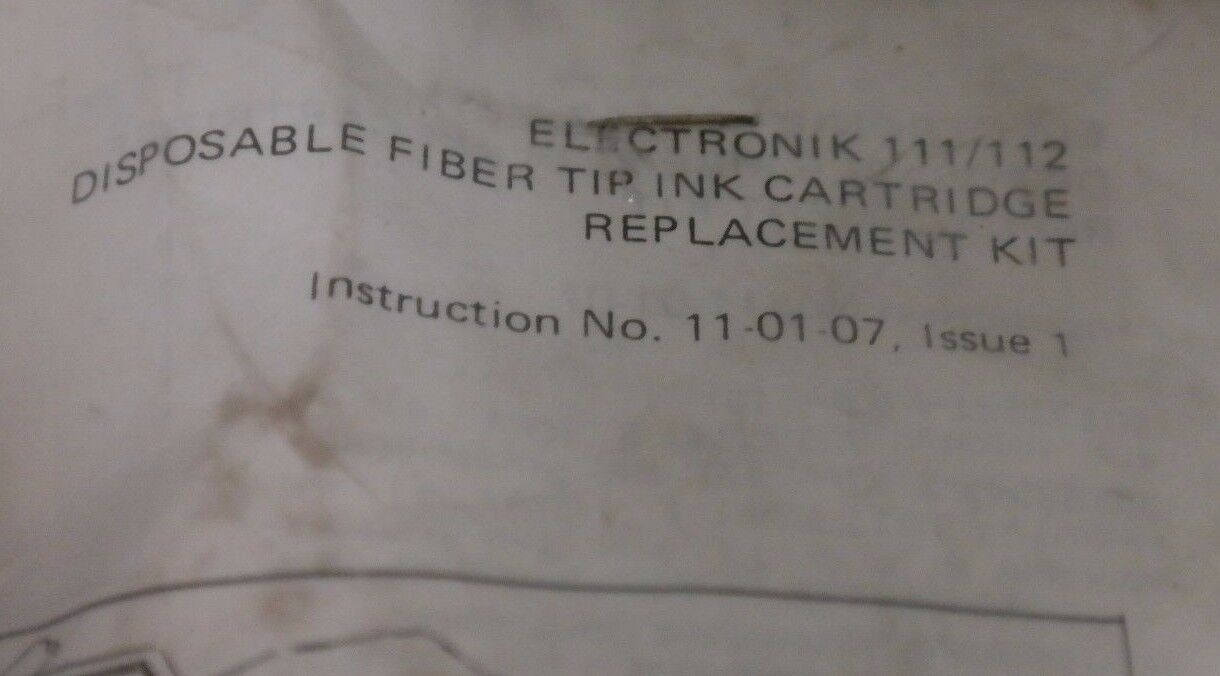 ELECTRONIK 111/112
DISPOSABLE FIBER TIP INK CARTRIDGE
REPLACEMENT KIT
Instruction No. 11-01-07, Issue 1